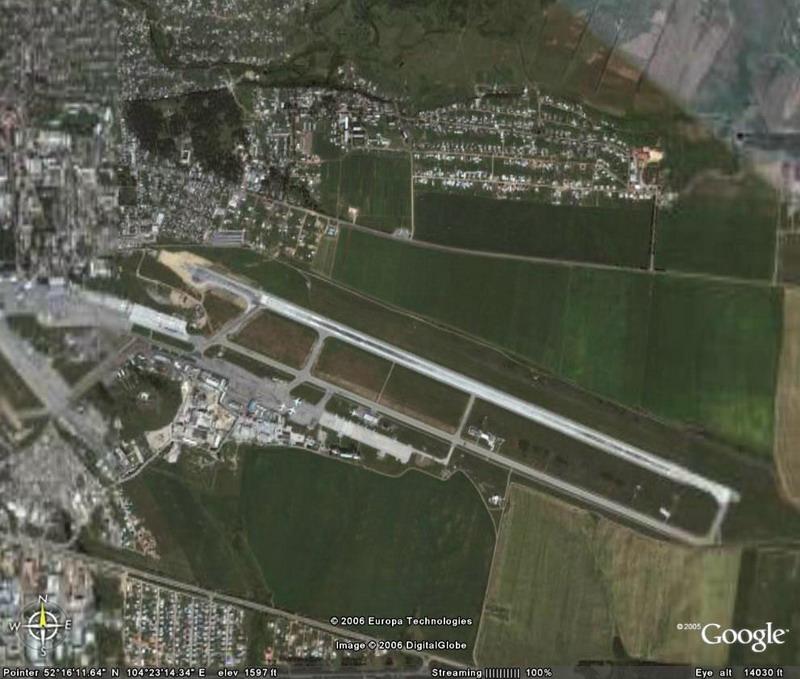 N
W E
S
© 2006 Europa Technologies
Image © 2006 DigitalGlobe
©2005 Google
Pointer 52°16'11.64" N 104°23'14.34" E elev 1597 ft Streaming |||||||||| 100% Eye alt 14030 ft